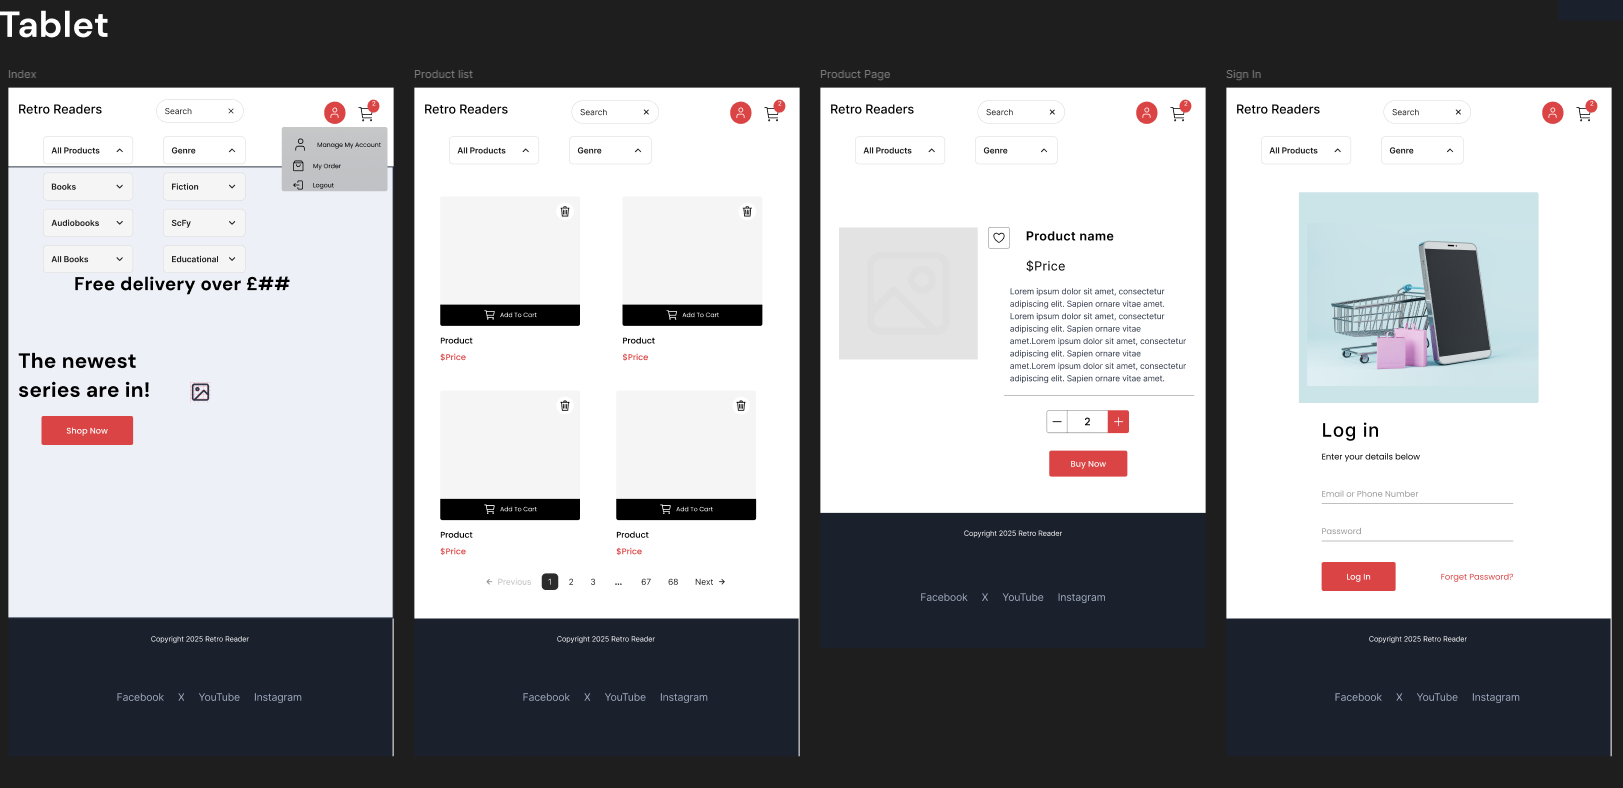 Tablet
Index
Retro Readers
Search
2
Manage My Account
My Order
Logout
All Products
Genre
Books
Fiction
Audiobooks
ScFy
All Books
Educational
Free delivery over £##
The newest
series are in!
Shop Now
Copyright 2025 Retro Reader
Facebook X YouTube Instagram
Product list
Retro Readers
Search
2
All Products
Genre
Add To Cart
Add To Cart
Product
Product
$Price
$Price
Add To Cart
Add To Cart
Product
Product
$Price
$Price
Previous 1 2 3 ... 67 68 Next
Copyright 2025 Retro Reader
Facebook X YouTube Instagram
Product Page
Retro Readers
Search
2
All Products
Genre
Product name
$Price
Lorem ipsum dolor sit amet, consectetur
adipiscing elit. Sapien ornare vitae amet.
Lorem ipsum dolor sit amet, consectetur
adipiscing elit. Sapien ornare vitae
amet.Lorem ipsum dolor sit amet, consectetur
adipiscing elit. Sapien ornare vitae
amet.Lorem ipsum dolor sit amet, consectetur
adipiscing elit. Sapien ornare vitae amet.
2
Buy Now
Copyright 2025 Retro Reader
Facebook X YouTube Instagram
Sign In
Retro Readers
Search
2
All Products
Genre
Log in
Enter your details below
Email or Phone Number
Password
Log In
Forget Password?
Copyright 2025 Retro Reader
Facebook X YouTube Instagram